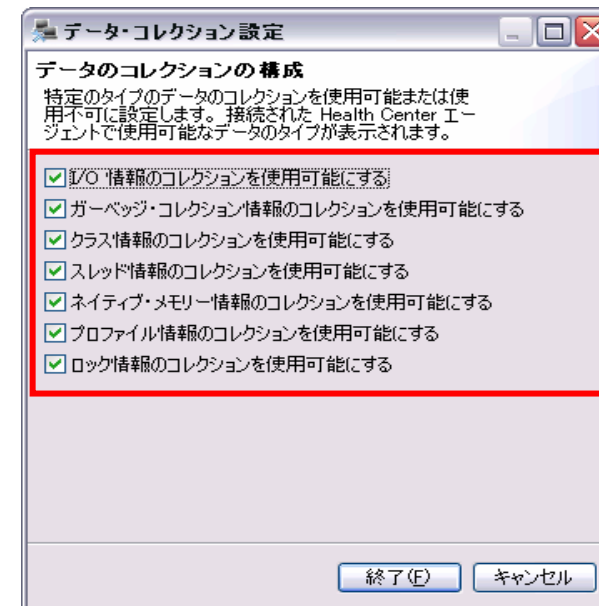 データ・コレクション設定
データのコレクションの構成
特定のタイプのデータのコレクションを使用可能または使
用不可に設定します。接続された Health Center エー
ジェントで使用可能なデータのタイプが表示されます。
I/O 情報のコレクションを使用可能にする
ガーベッジ・コレクション情報のコレクションを使用可能にする
クラス情報のコレクションを使用可能にする
スレッド情報のコレクションを使用可能にする
ネイティブ・メモリー情報のコレクションを使用可能にする
プロファイル情報のコレクションを使用可能にする
ロック情報のコレクションを使用可能にする
終了(F) キャンセル